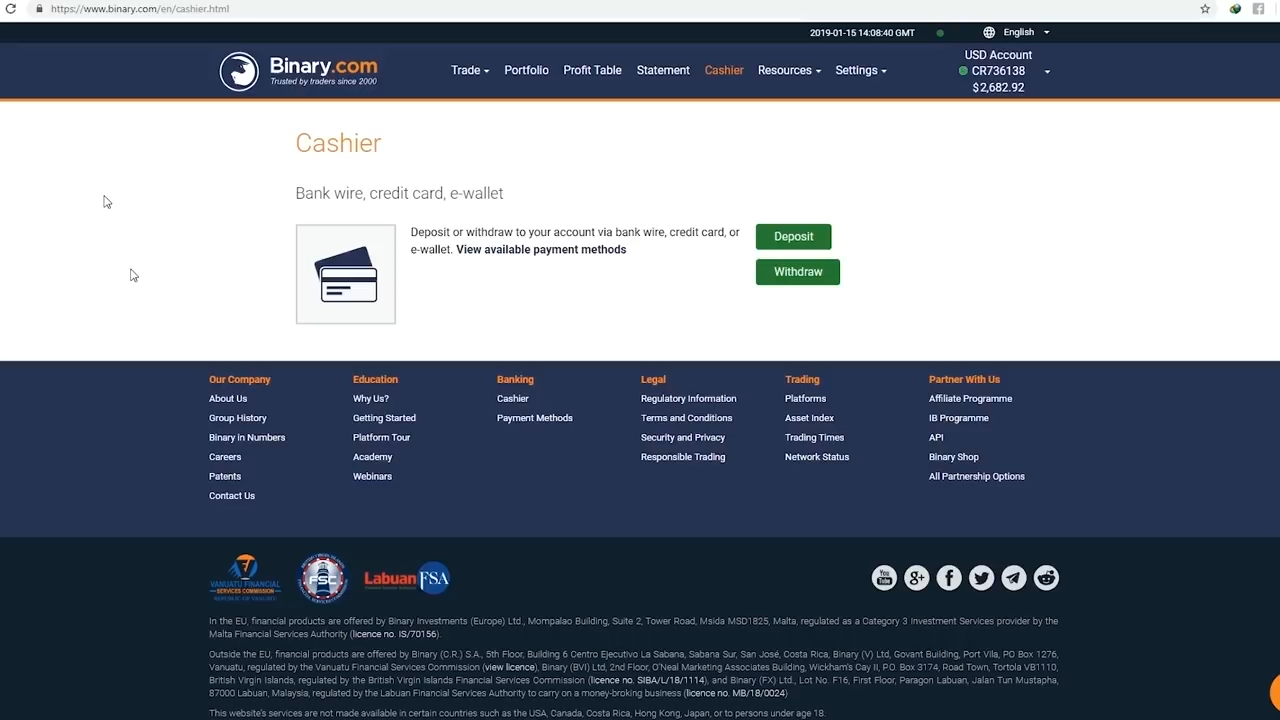 https://www.binary.com/en/cashier.html
2019-01-15 14:08:40 GMT
English
Binary.com
Trusted by traders since 2000
Trade
Portfolio
Profit Table
Statement
Cashier
Resources
Settings
USD Account
CR736138
$2,682.92
Cashier
Bank wire, credit card, e-wallet
Deposit or withdraw to your account via bank wire, credit card, or
e-wallet. View available payment methods
Deposit
Withdraw
Our Company
About Us
Group History
Binary in Numbers
Careers
Patents
Contact Us
Education
Why Us?
Getting Started
Platform Tour
Academy
Webinars
Banking
Cashier
Payment Methods
Legal
Regulatory Information
Terms and Conditions
Security and Privacy
Responsible Trading
Trading
Platforms
Asset Index
Trading Times
Network Status
Partner With Us
Affiliate Programme
IB Programme
API
Binary Shop
All Partnership Options
VANUATU FINANCIAL
SERVICES COMMISSION
REPUBLIC OF VANUATU
FSC
Labuan FSA
You Tube
g+
In the EU, financial products are offered by Binary Investments (Europe) Ltd., Mompalao Building, Suite 2, Tower Road, Msida MSD1825, Malta, regulated as a Category 3 Investment Services provider by the
Malta Financial Services Authority (licence no. IS/70156).
Outside the EU, financial products are offered by Binary (C.R.) S.A., 5th Floor, Building 6 Centro Ejecutivo La Sabana, Sabana Sur, San José, Costa Rica, Binary (V) Ltd, Govant Building, Port Vila, PO Box 1276,
Vanuatu, regulated by the Vanuatu Financial Services Commission (view licence), Binary (BVI) Ltd, 2nd Floor, O'Neal Marketing Associates Building, Wickham's Cay II, P.O. Box 3174, Road Town, Tortola VG1110,
British Virgin Islands, regulated by the British Virgin Islands Financial Services Commission (licence no. SIBA/L/18/1114), and Binary (FX) Ltd., Lot No. F16, First Floor, Paragon Labuan, Jalan Tun Mustapha,
87000 Labuan, Malaysia, regulated by the Labuan Financial Services Authority to carry on a money-broking business (licence no. MB/18/0024)
This website's services are not made available in certain countries such as the USA, Canada, Costa Rica, Hong Kong, Japan, or to persons under age 18.